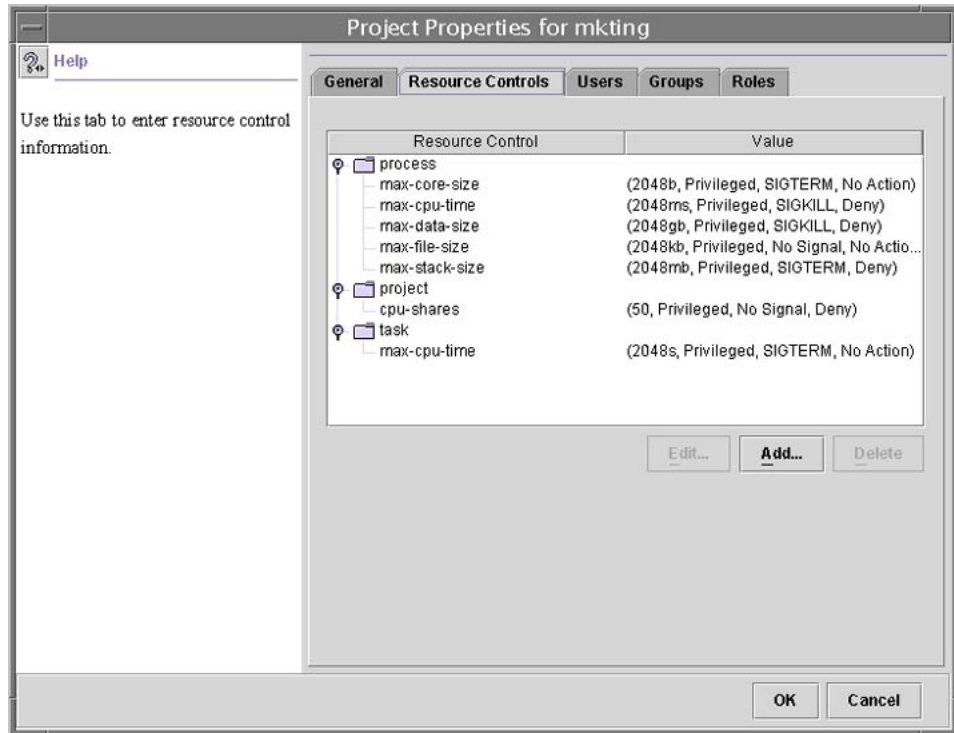 Project Properties for mkting
Help
Use this tab to enter resource control
information.
General Resource Controls Users Groups Roles
Resource Control Value
process
max-core-size (2048b, Privileged, SIGTERM, No Action)
max-cpu-time (2048ms, Privileged, SIGKILL, Deny)
max-data-size (2048gb, Privileged, SIGKILL, Deny)
max-file-size (2048kb, Privileged, No Signal, No Actio...
max-stack-size (2048mb, Privileged, SIGTERM, Deny)
project
cpu-shares (50, Privileged, No Signal, Deny)
task
max-cpu-time (2048s, Privileged, SIGTERM, No Action)
Edit... Add... Delete
OK Cancel